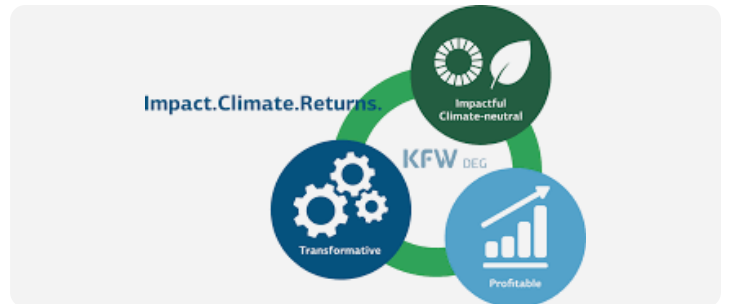 Impactful
Climate-neutral
Impact.Climate.Returns.
KFW DEG
Transformative
Profitable